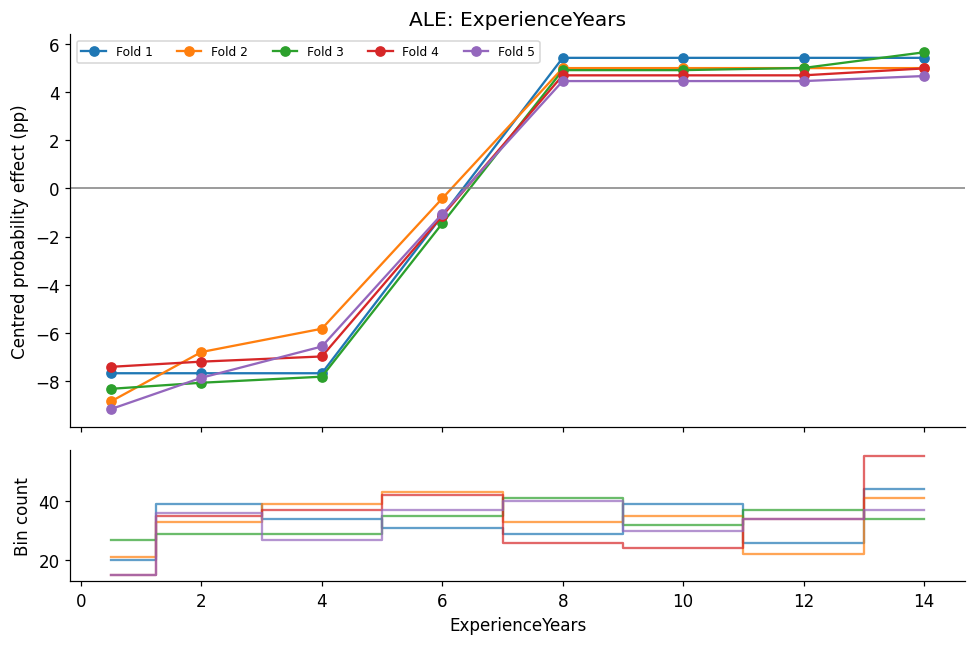 ALE: ExperienceYears
Fold 1 Fold 2 Fold 3 Fold 4 Fold 5
Centred probability effect (pp)
6
4
2
0
−2
−4
−6
−8
Bin count
40
20
0 2 4 6 8 10 12 14
ExperienceYears